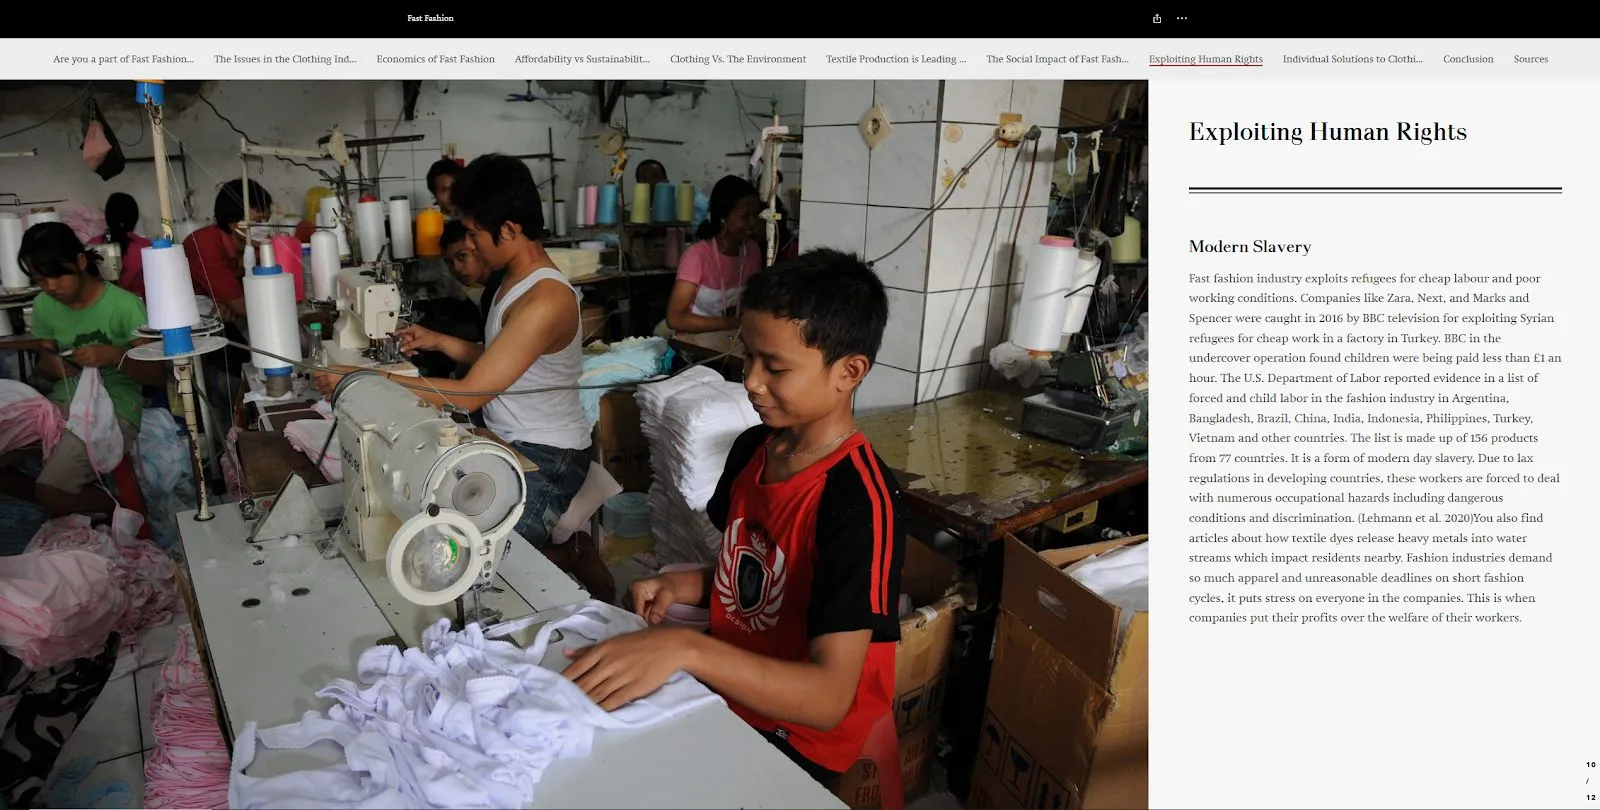 Fast Fashion
Are you a part of Fast Fashion...
The Issues in the Clothing Ind...
Economics of Fast Fashion
Affordability vs Sustainabilit...
Clothing Vs. The Environment
Textile Production is Leading ...
The Social Impact of Fast Fash...
Exploiting Human Rights
Individual Solutions to Clothi...
Conclusion
Sources
Exploiting Human Rights
Modern Slavery
Fast fashion industry exploits refugees for cheap labour and poor
working conditions. Companies like Zara, Next, and Marks and
Spencer were caught in 2016 by BBC television for exploiting Syrian
refugees for cheap work in a factory in Turkey. BBC in the
undercover operation found children were being paid less than £1 an
hour. The U.S. Department of Labor reported evidence in a list of
forced and child labor in the fashion industry in Argentina,
Bangladesh, Brazil, China, India, Indonesia, Philippines, Turkey,
Vietnam and other countries. The list is made up of 156 products
from 77 countries. It is a form of modern day slavery. Due to lax
regulations in developing countries, these workers are forced to deal
with numerous occupational hazards including dangerous
conditions and discrimination. (Lehmann et al. 2020)You also find
articles about how textile dyes release heavy metals into water
streams which impact residents nearby. Fashion industries demand
so much apparel and unreasonable deadlines on short fashion
cycles, it puts stress on everyone in the companies. This is when
companies put their profits over the welfare of their workers.
DESIGN
10
/
12